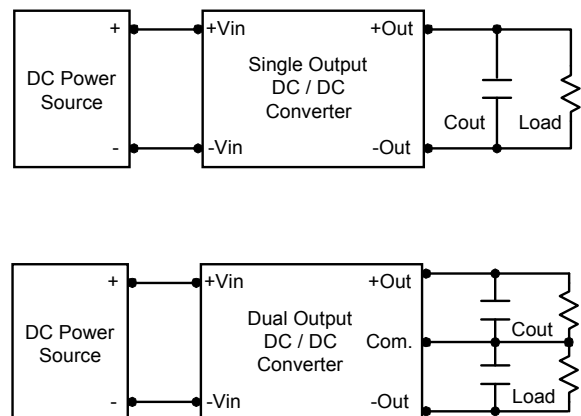 + +Vin +Out
DC Power
Source
Single Output
DC / DC
Converter
Cout Load
- -Vin -Out
+ +Vin +Out
DC Power
Source
Dual Output
DC / DC
Converter
Com.
Cout
Load
- -Vin -Out